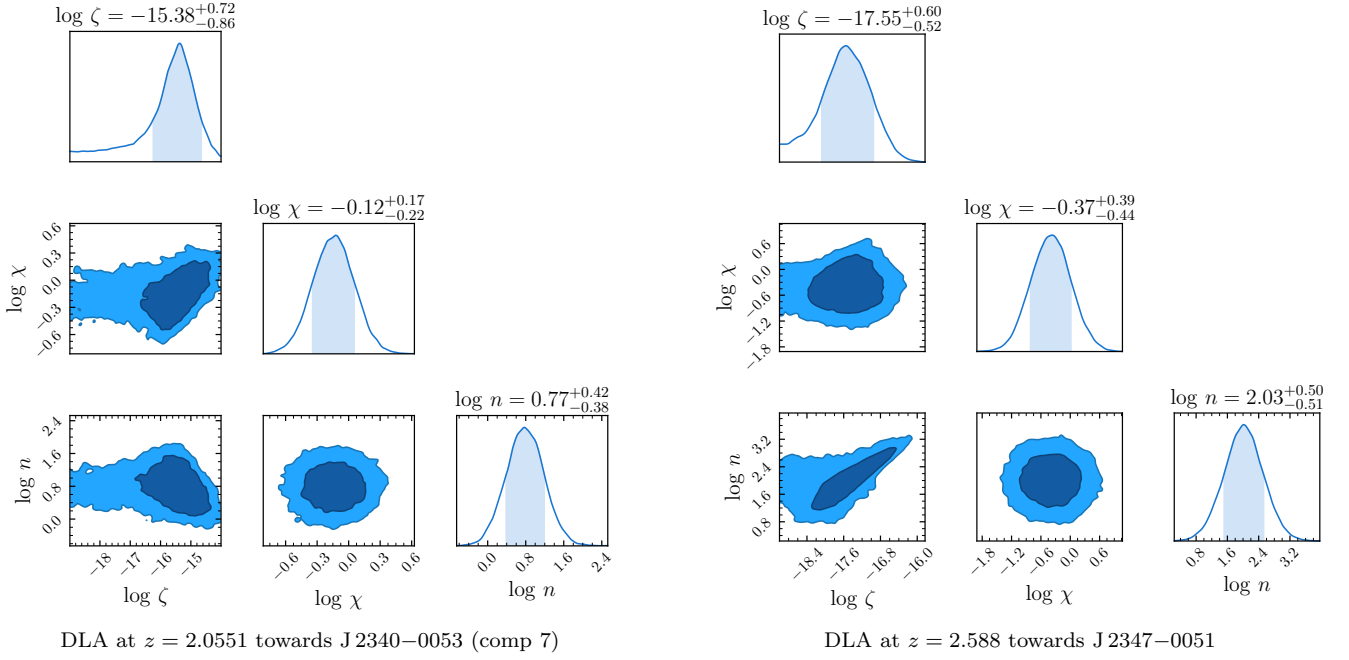 log ζ = −15.38^{+0.72}_{−0.86}
log χ = −0.12^{+0.17}_{−0.22}
log n = 0.77^{+0.42}_{−0.38}
log χ
0.6
0.3
0.0
−0.3
−0.6
log n
2.4
1.6
0.8
0.0
−18
−17
−16
−15
log ζ
−0.6
−0.3
0.0
0.3
0.6
log χ
0.0
0.8
1.6
2.4
log n
DLA at z = 2.0551 towards J 2340−0053 (comp 7)
log ζ = −17.55^{+0.60}_{−0.52}
log χ = −0.37^{+0.39}_{−0.44}
log n = 2.03^{+0.50}_{−0.51}
log χ
0.6
0.0
−0.6
−1.2
−1.8
log n
3.2
2.4
1.6
0.8
−18.4
−17.6
−16.8
−16.0
log ζ
−1.8
−1.2
−0.6
0.0
0.6
log χ
0.8
1.6
2.4
3.2
log n
DLA at z = 2.588 towards J 2347−0051